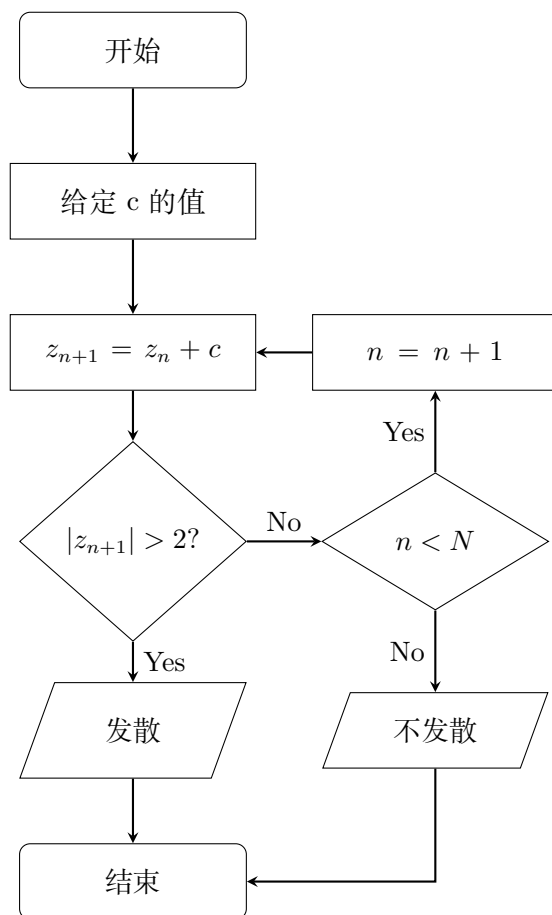 开始
给定 c 的值
z_{n+1} = z_n + c
n = n + 1
Yes
|z_{n+1}| > 2?
No
n < N
Yes
No
发散
不发散
结束